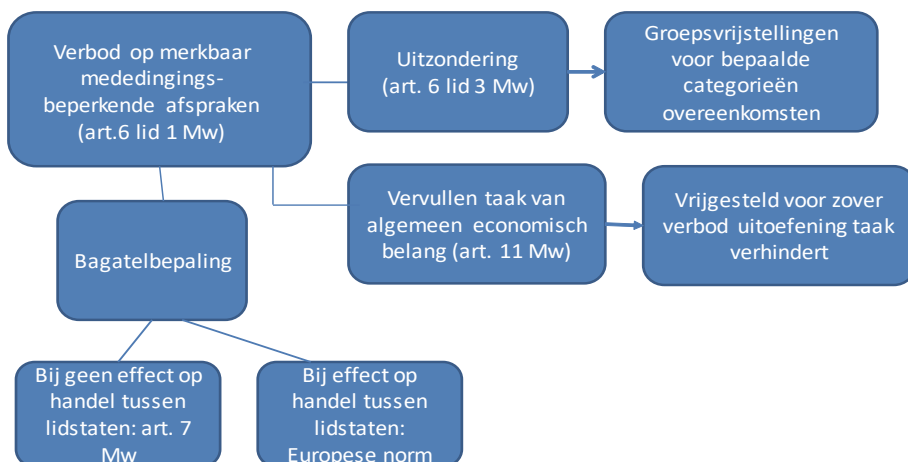 Verbod op merkbaar
mededingings-
beperkende afspraken
(art.6 lid 1 Mw)
Uitzondering
(art. 6 lid 3 Mw)
Groepsvrijstellingen
voor bepaalde
categorieën
overeenkomsten
Vervullen taak van
algemeen economisch
belang (art. 11 Mw)
Vrijgesteld voor zover
verbod uitoefening taak
verhindert
Bagatelbepaling
Bij geen effect op
handel tussen
lidstaten: art. 7
Mw
Bij effect op
handel tussen
lidstaten:
Europese norm